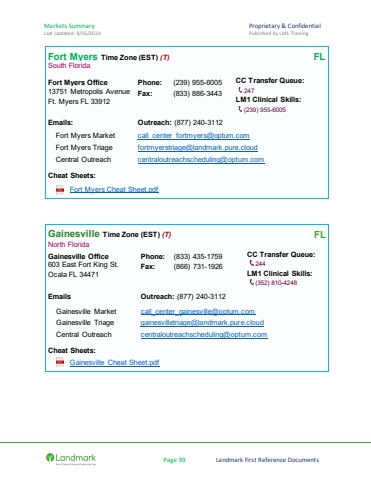 Markets Summary Proprietary & Confidential
Last Updated: 8/16/2024 Published by LMK Training
Fort Myers Time Zone (EST) (T) FL
South Florida
Fort Myers Office Phone: (239) 955-6005 CC Transfer Queue:
13751 Metropolis Avenue Fax: (833) 886-3443 247
Ft. Myers FL 33912 LM1 Clinical Skills:
(239) 955-6005
Emails: Outreach: (877) 240-3112
Fort Myers Market call_center_fortmyers@optum.com
Fort Myers Triage fortmyerstriage@landmark.pure.cloud
Central Outreach centraloutreachscheduling@optum.com
Cheat Sheets:
Fort Myers Cheat Sheet.pdf
Gainesville Time Zone (EST) (T) FL
North Florida
Gainesville Office Phone: (833) 435-1759 CC Transfer Queue:
603 East Fort King St. Fax: (866) 731-1926 244
Ocala FL 34471 LM1 Clinical Skills:
(352) 810-4248
Emails Outreach: (877) 240-3112
Gainesville Market call_center_gainesville@optum.com
Gainesville Triage gainesvilletriage@landmark.pure.cloud
Central Outreach centraloutreachscheduling@optum.com
Cheat Sheets:
Gainesville Cheat Sheet.pdf
Landmark Page 99 Landmark First Reference Documents